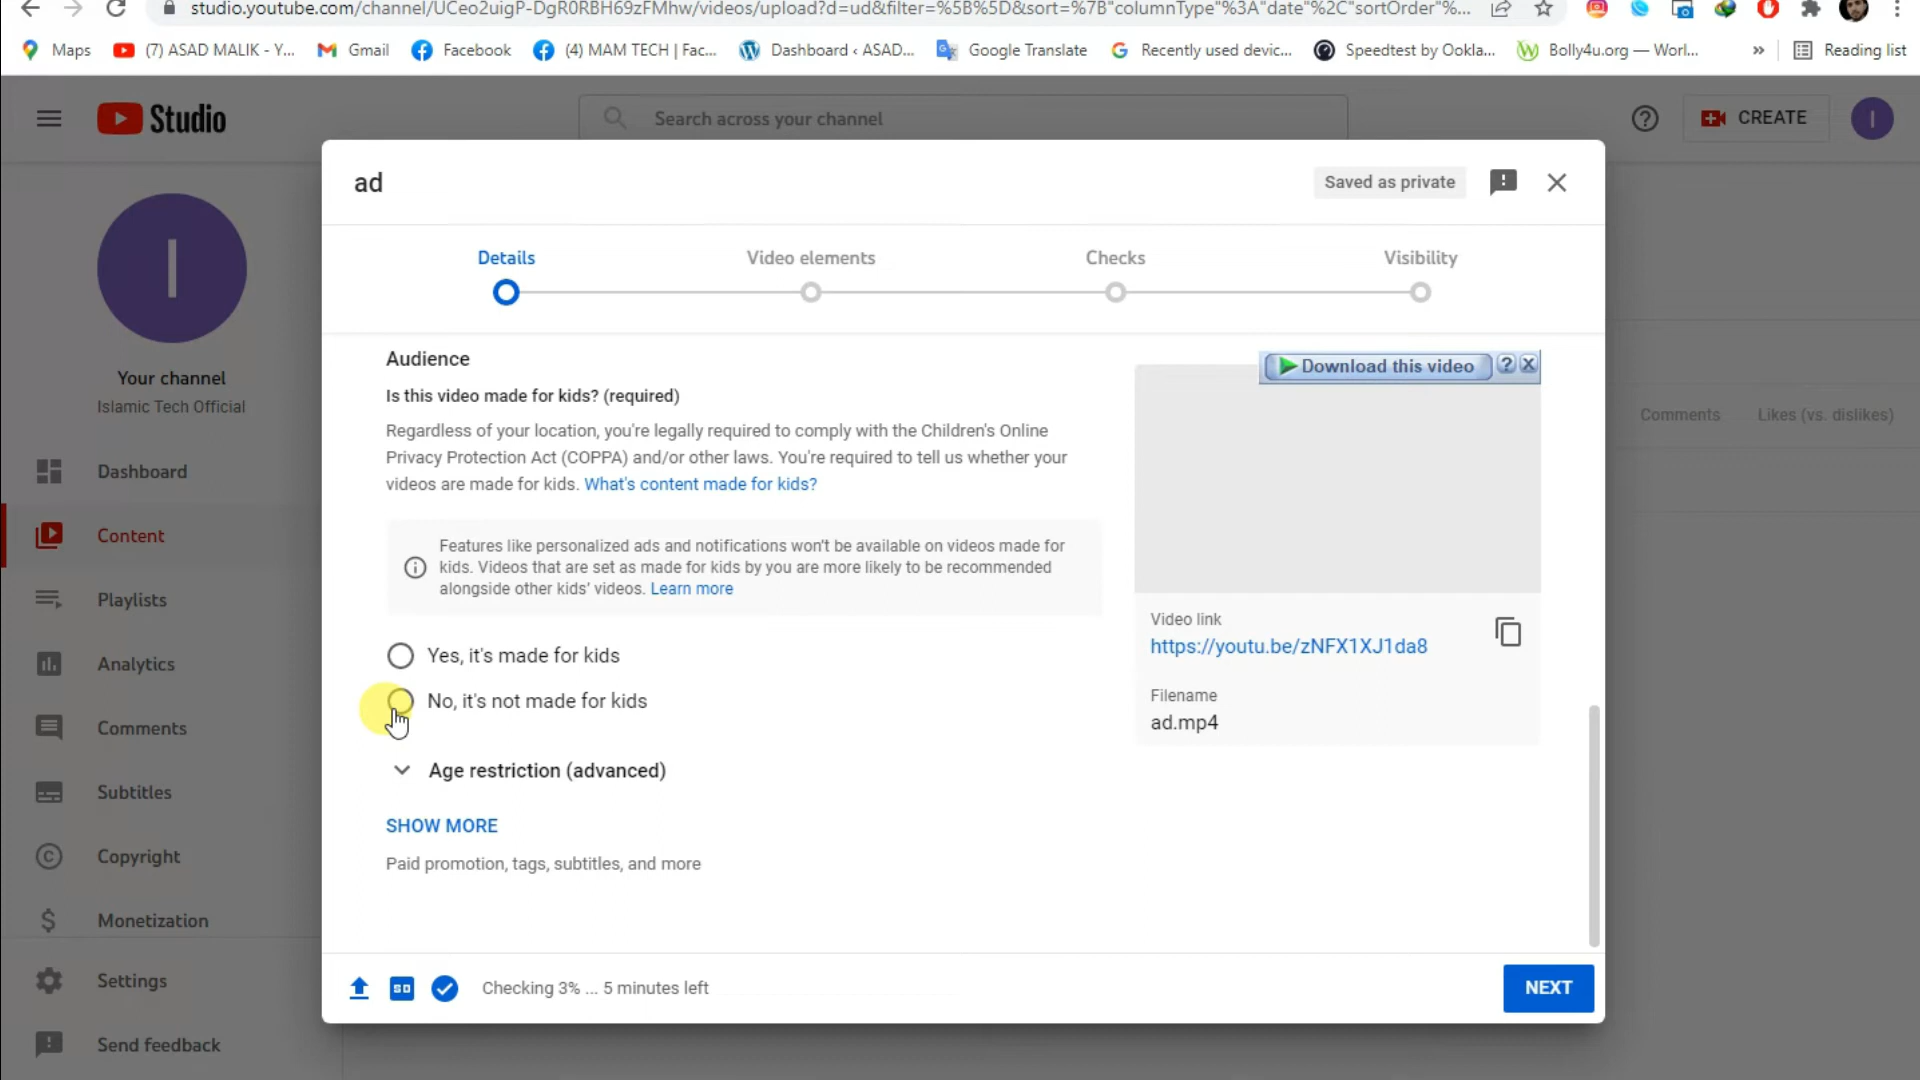 studio.youtube.com/channel/UCeo2uigP-DgR0RBH69zFMhw/videos/upload?d=ud&filter=%5B%5D&sort=%7B"columnType"%3A"date"%2C"sortOrder"%...
Maps
(7) ASAD MALIK - Y...
Gmail
Facebook
(4) MAM TECH | Fac...
Dashboard ‹ ASAD...
Google Translate
Recently used devic...
Speedtest by Ookla...
Bolly4u.org — Worl...
»
Reading list
Studio
Search across your channel
CREATE
I
ad
Saved as private
Details
Video elements
Checks
Visibility
I
Your channel
Islamic Tech Official
Dashboard
Content
Playlists
Analytics
Comments
Subtitles
Copyright
Monetization
Settings
Send feedback
Audience
Is this video made for kids? (required)
Regardless of your location, you're legally required to comply with the Children's Online
Privacy Protection Act (COPPA) and/or other laws. You're required to tell us whether your
videos are made for kids. What's content made for kids?
Features like personalized ads and notifications won't be available on videos made for
kids. Videos that are set as made for kids by you are more likely to be recommended
alongside other kids' videos. Learn more
Yes, it's made for kids
No, it's not made for kids
Age restriction (advanced)
SHOW MORE
Paid promotion, tags, subtitles, and more
Download this video
Video link
https://youtu.be/zNFX1XJ1da8
Filename
ad.mp4
Comments
Likes (vs. dislikes)
SD
Checking 3% ... 5 minutes left
NEXT